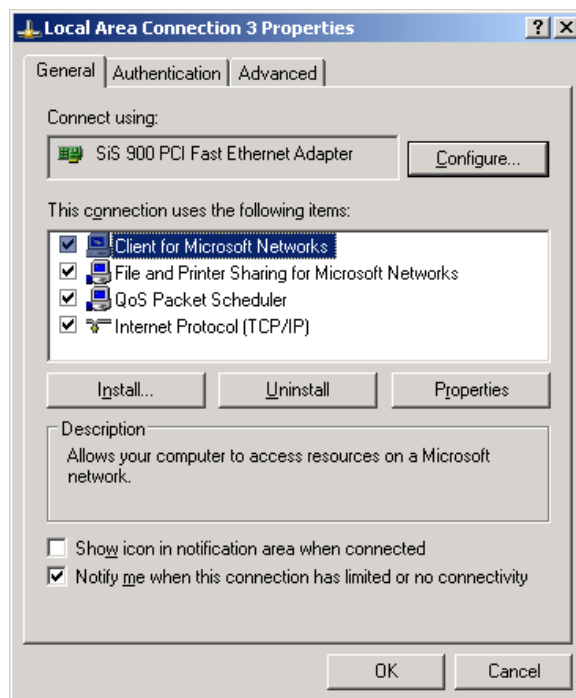 Local Area Connection 3 Properties
General Authentication Advanced
Connect using:
SiS 900 PCI Fast Ethernet Adapter Configure...
This connection uses the following items:
Client for Microsoft Networks
File and Printer Sharing for Microsoft Networks
QoS Packet Scheduler
Internet Protocol (TCP/IP)
Install... Uninstall Properties
Description
Allows your computer to access resources on a Microsoft
network.
Show icon in notification area when connected
Notify me when this connection has limited or no connectivity
OK Cancel